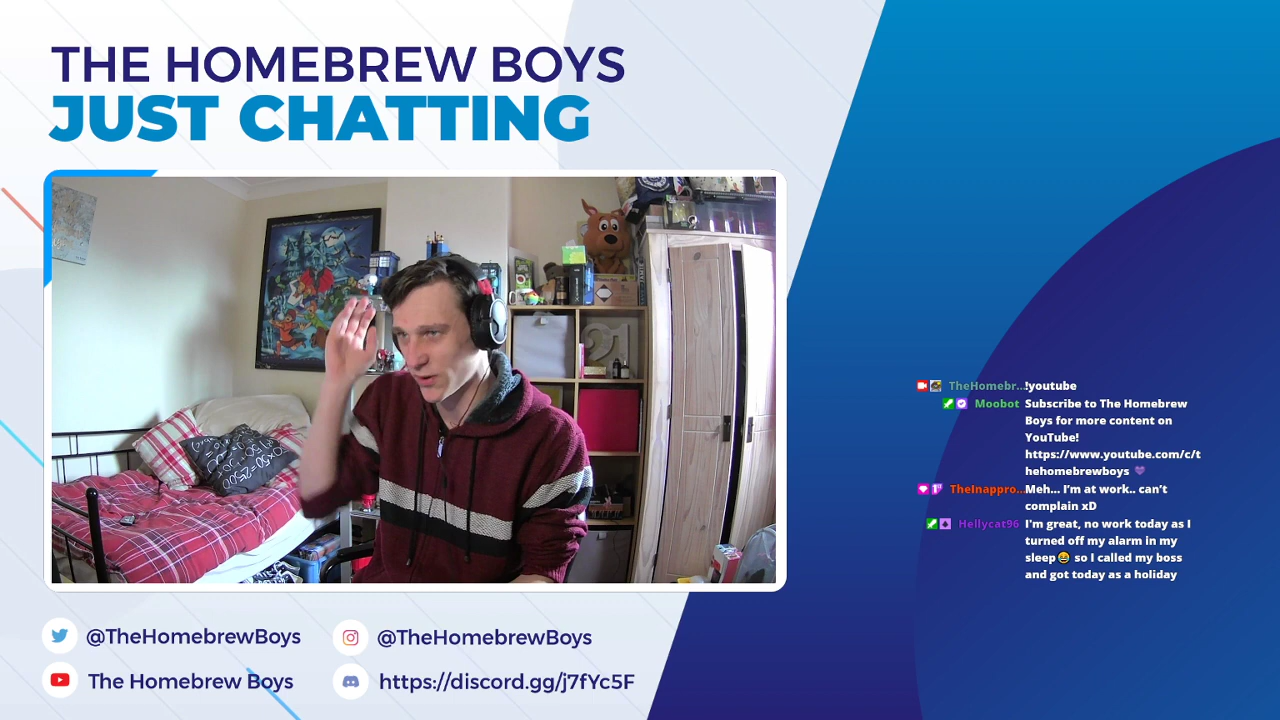 THE HOMEBREW BOYS
JUST CHATTING
TheHomebr... !youtube
Moobot Subscribe to The Homebrew
Boys for more content on
YouTube!
https://www.youtube.com/c/t
hehomebrewboys 💜
TheInappro... Meh... I'm at work.. can't
complain xD
Hellycat96 I'm great, no work today as I
turned off my alarm in my
sleep😂 so I called my boss
and got today as a holiday
@TheHomebrewBoys
@TheHomebrewBoys
The Homebrew Boys
https://discord.gg/j7fYc5F